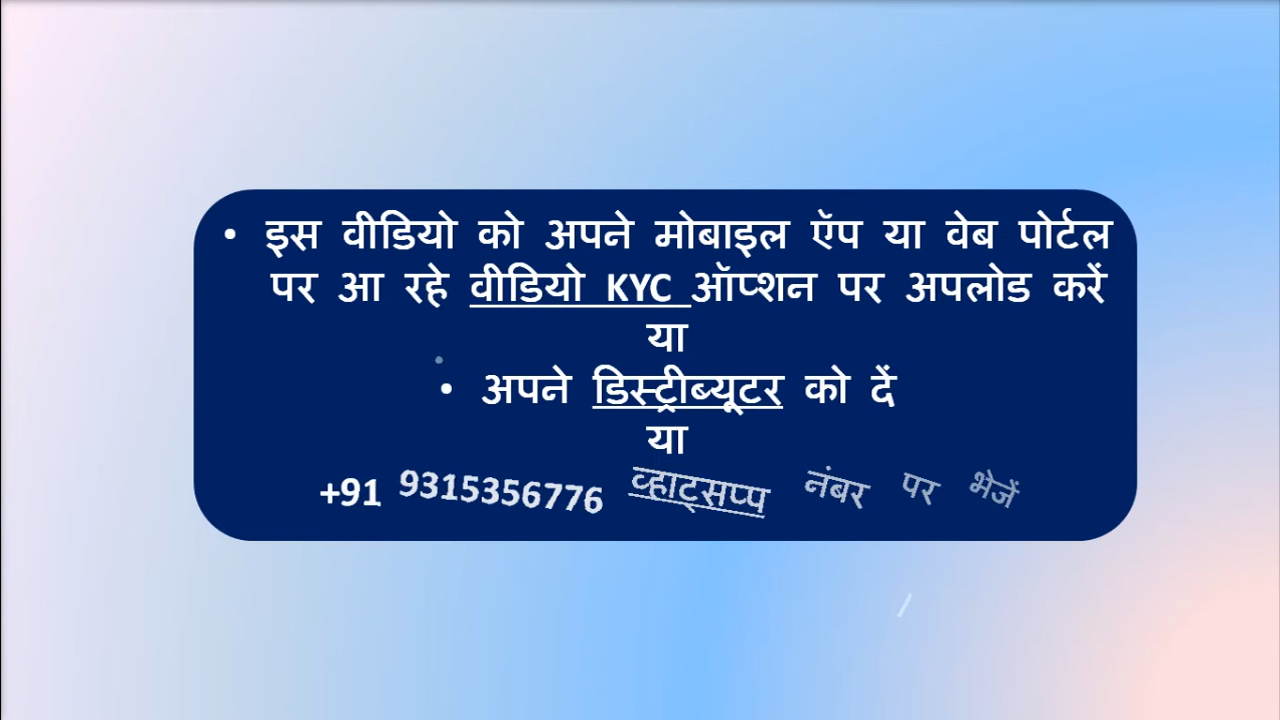 • इस वीडियो को अपने मोबाइल ऍप या वेब पोर्टल
पर आ रहे वीडियो KYC ऑप्शन पर अपलोड करें
या
• अपने डिस्ट्रीब्यूटर को दें
या
+91 9315356776 व्हाट्सप्प नंबर पर भेजें